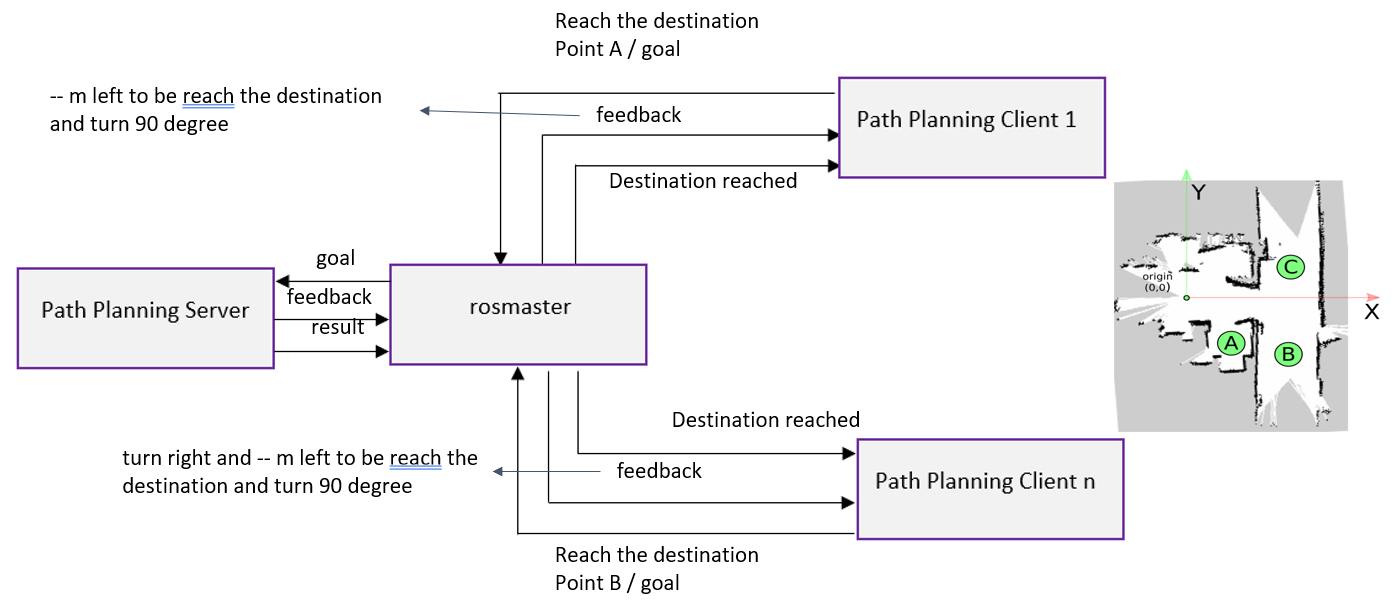 Reach the destination
Point A / goal
-- m left to be reach the destination
and turn 90 degree
feedback
Path Planning Client 1
Destination reached
Y
C
origin
(0,0)
X
A
B
goal
feedback
result
Path Planning Server
rosmaster
Destination reached
turn right and -- m left to be reach the
destination and turn 90 degree
feedback
Path Planning Client n
Reach the destination
Point B / goal